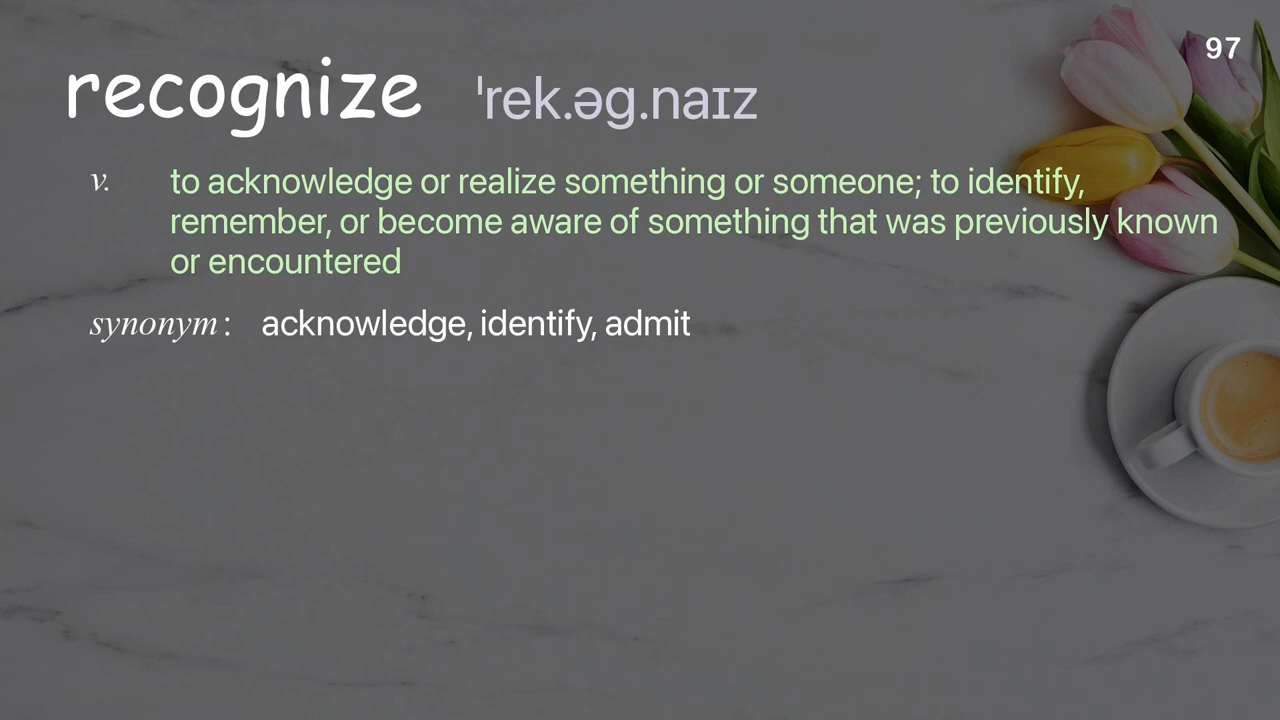 97
recognize ˈrek.əg.naɪz
v. to acknowledge or realize something or someone; to identify,
remember, or become aware of something that was previously known
or encountered
synonym: acknowledge, identify, admit